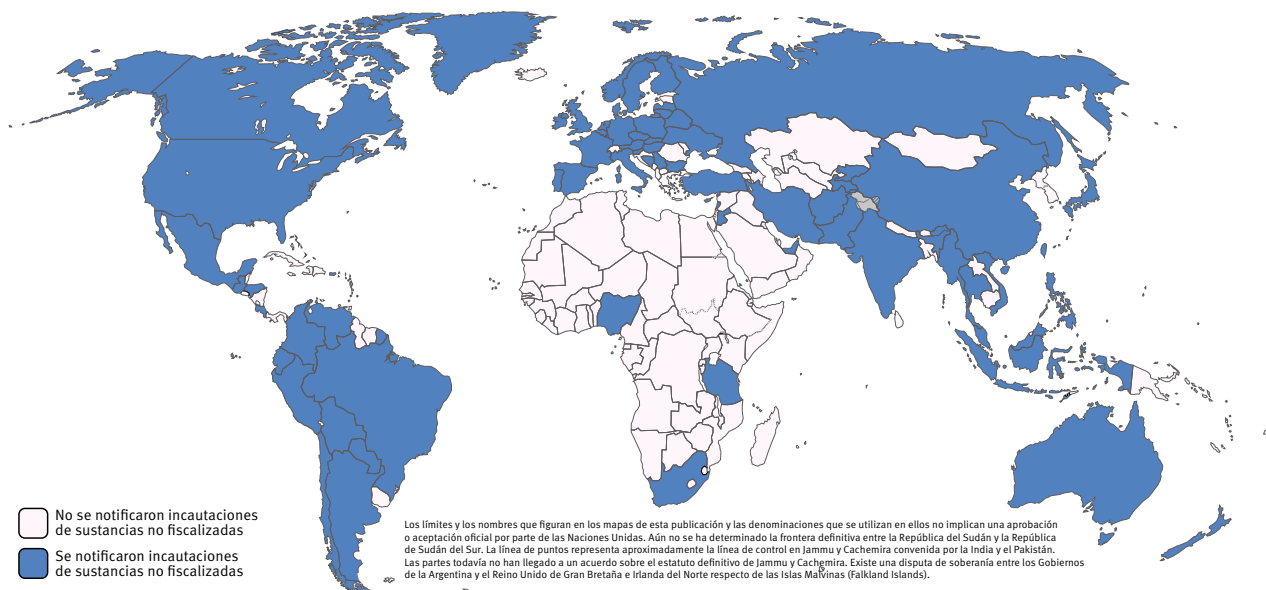 No se notificaron incautaciones
de sustancias no fiscalizadas
Se notificaron incautaciones
de sustancias no fiscalizadas
Los límites y los nombres que figuran en los mapas de esta publicación y las denominaciones que se utilizan en ellos no implican una aprobación
o aceptación oficial por parte de las Naciones Unidas. Aún no se ha determinado la frontera definitiva entre la República del Sudán y la República
de Sudán del Sur. La línea de puntos representa aproximadamente la línea de control en Jammu y Cachemira convenida por la India y el Pakistán.
Las partes todavía no han llegado a un acuerdo sobre el estatuto definitivo de Jammu y Cachemira. Existe una disputa de soberanía entre los Gobiernos
de la Argentina y el Reino Unido de Gran Bretaña e Irlanda del Norte respecto de las Islas Malvinas (Falkland Islands).